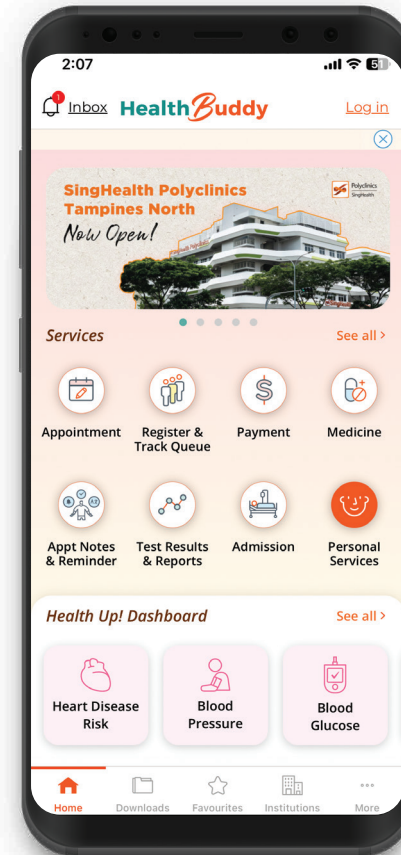 2:07
51
1
Inbox
HealthBuddy
Log in
SingHealth Polyclinics
Tampines North
Now Open!
Polyclinics
SingHealth
Services
See all >
Appointment
Register &
Track Queue
Payment
Medicine
Appt Notes
& Reminder
Test Results
& Reports
Admission
Personal
Services
Health Up! Dashboard
See all >
Heart Disease
Risk
Blood
Pressure
Blood
Glucose
Home
Downloads
Favourites
Institutions
More